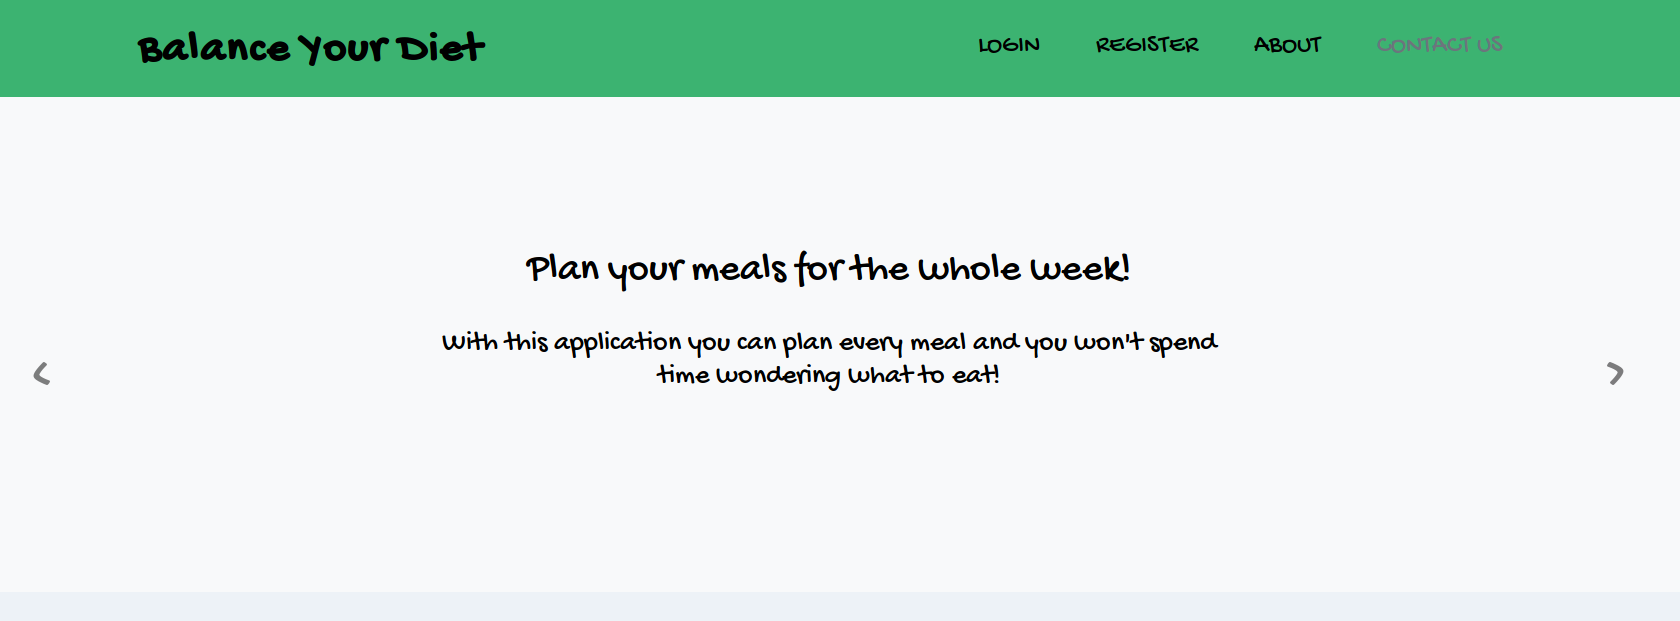 Balance Your Diet
LOGIN REGISTER ABOUT CONTACT US
Plan your meals for the whole week!
With this application you can plan every meal and you won't spend
time wondering what to eat!